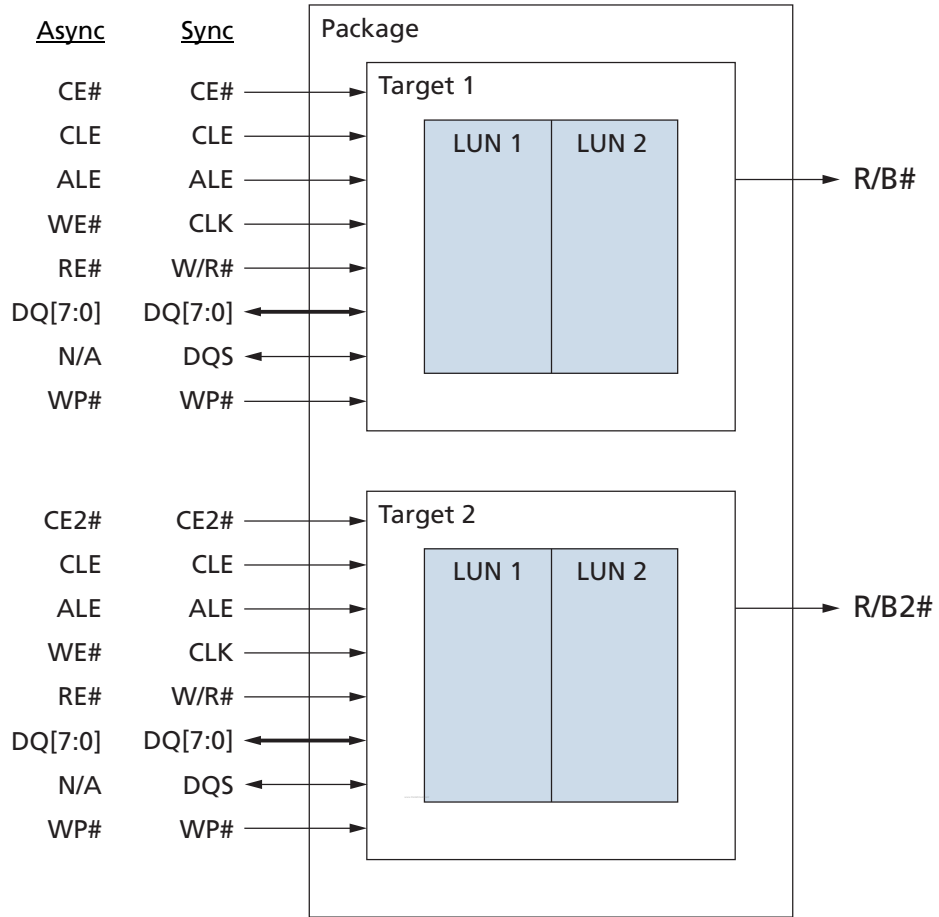 Async Sync Package
CE# CE# Target 1
CLE CLE LUN 1 LUN 2
ALE ALE R/B#
WE# CLK
RE# W/R#
DQ[7:0] DQ[7:0]
N/A DQS
WP# WP#
CE2# CE2# Target 2
CLE CLE LUN 1 LUN 2
ALE ALE R/B2#
WE# CLK
RE# W/R#
DQ[7:0] DQ[7:0]
N/A DQS
WP# WP#